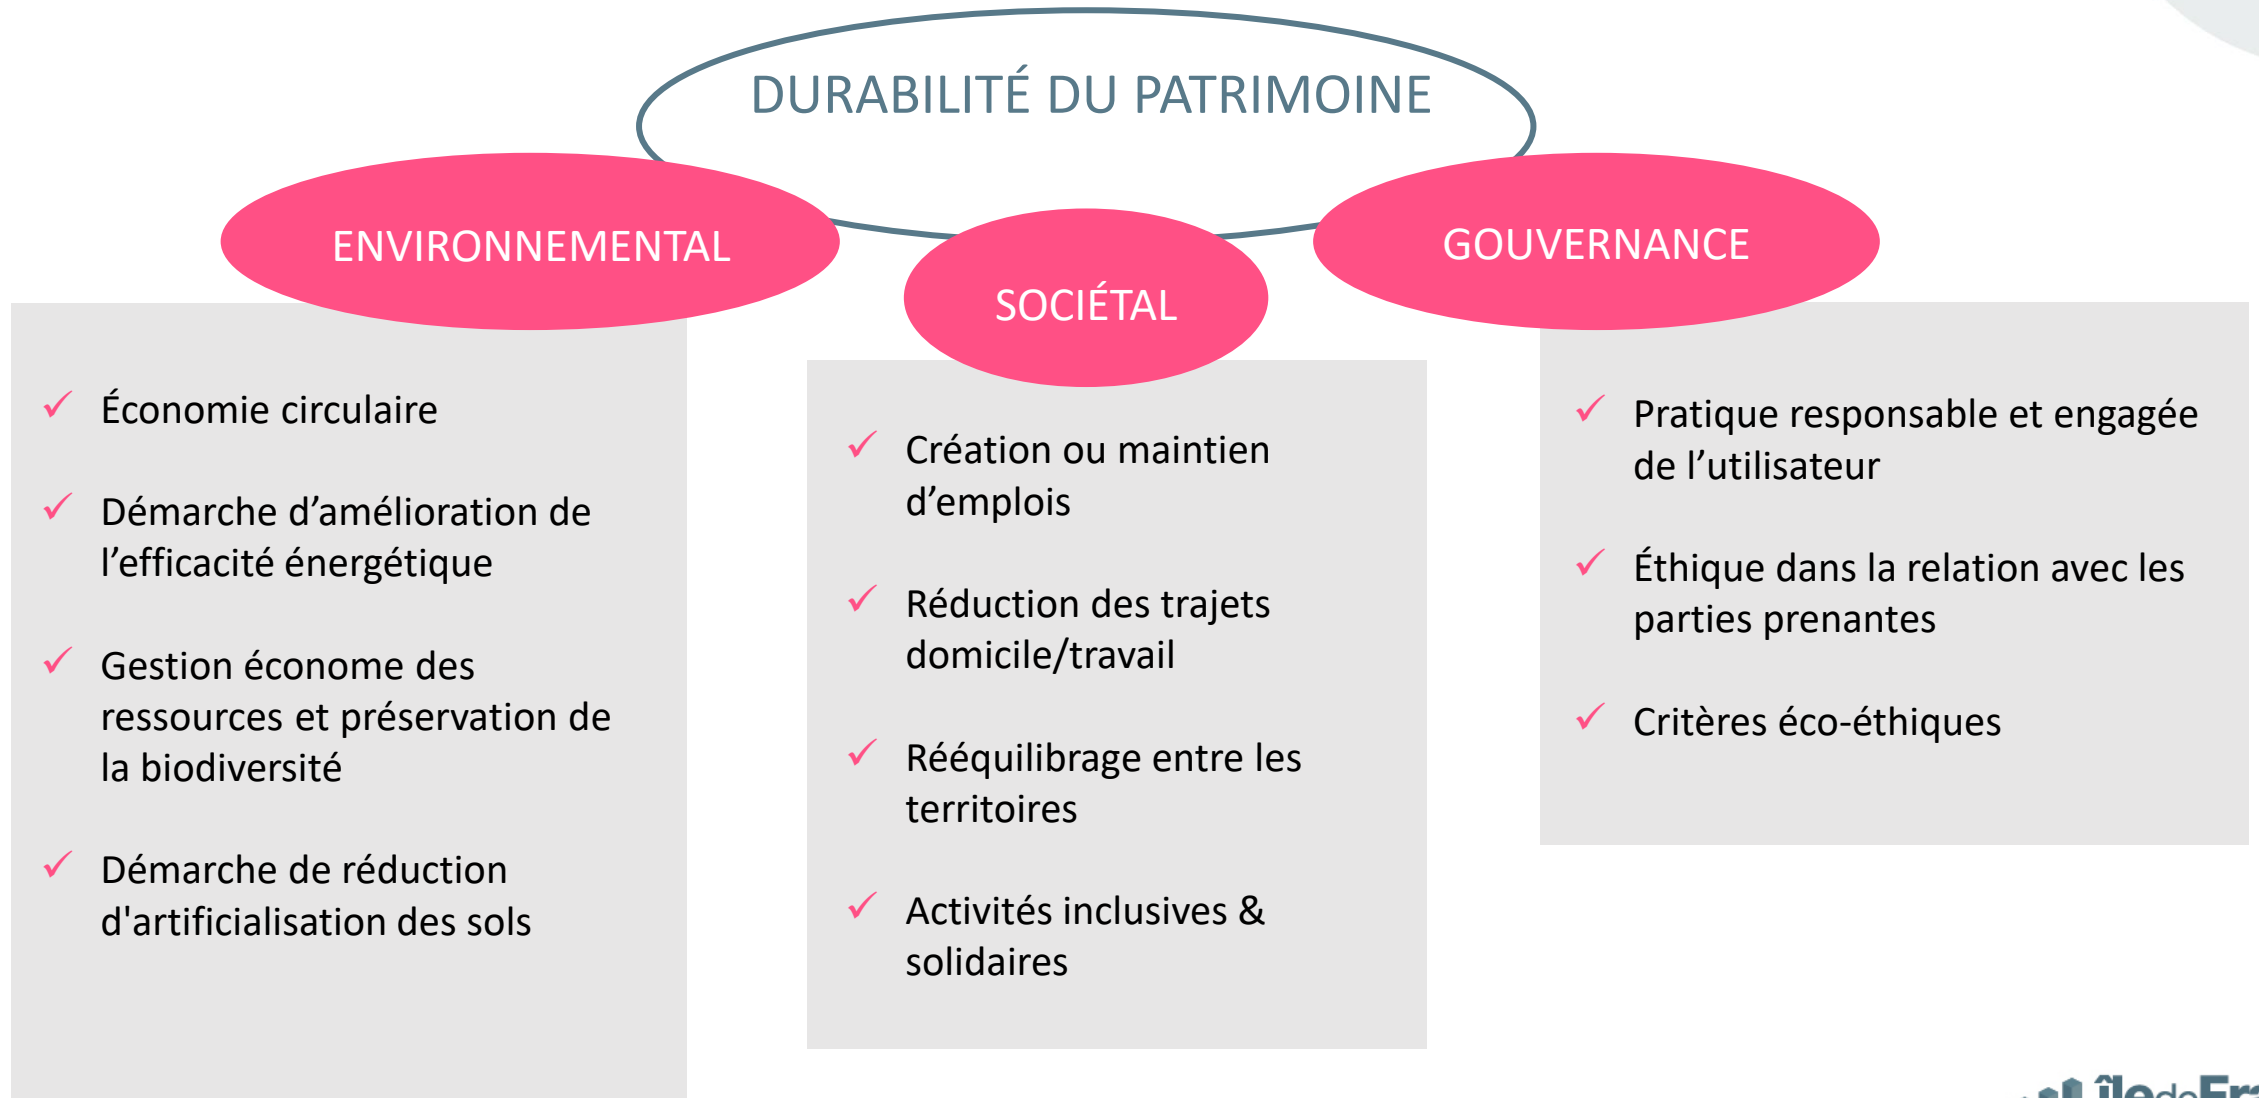 DURABILITÉ DU PATRIMOINE
ENVIRONNEMENTAL
SOCIÉTAL
GOUVERNANCE
Économie circulaire
Démarche d’amélioration de
l’efficacité énergétique
Gestion économe des
ressources et préservation de
la biodiversité
Démarche de réduction
d'artificialisation des sols
Création ou maintien
d’emplois
Réduction des trajets
domicile/travail
Rééquilibrage entre les
territoires
Activités inclusives &
solidaires
Pratique responsable et engagée
de l’utilisateur
Éthique dans la relation avec les
parties prenantes
Critères éco-éthiques
île de